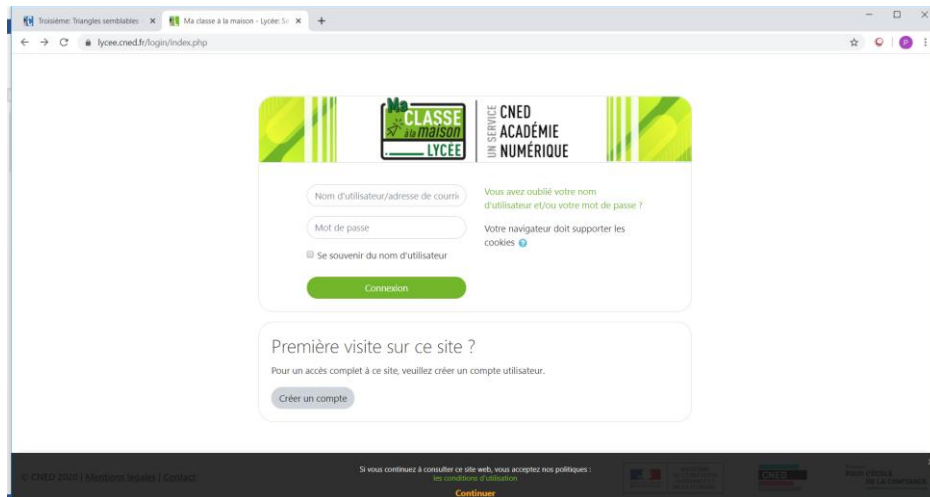 Troisième: Triangles semblables
Ma classe à la maison - Lycée: Se
lycee.cned.fr/login/index.php
P
Ma
CLASSE
à la maison
LYCÉE
UN SERVICE
CNED
ACADÉMIE
NUMÉRIQUE
Nom d'utilisateur/adresse de courri
Mot de passe
Se souvenir du nom d'utilisateur
Connexion
Vous avez oublié votre nom
d'utilisateur et/ou votre mot de passe ?
Votre navigateur doit supporter les
cookies
Première visite sur ce site ?
Pour un accès complet à ce site, veuillez créer un compte utilisateur.
Créer un compte
© CNED 2020 | Mentions légales | Contact
Si vous continuez à consulter ce site web, vous acceptez nos politiques :
les conditions d'utilisation
Continuer
CNED
POUR L'ÉCOLE
DE LA CONFIANCE